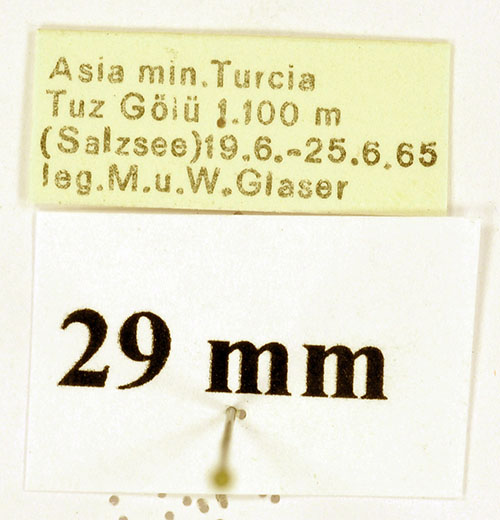 Asia min.Turcia
Tuz Gölü 1.100 m
(Salzsee)19.6.-25.6.65
leg.M.u.W.Glaser
29 mm